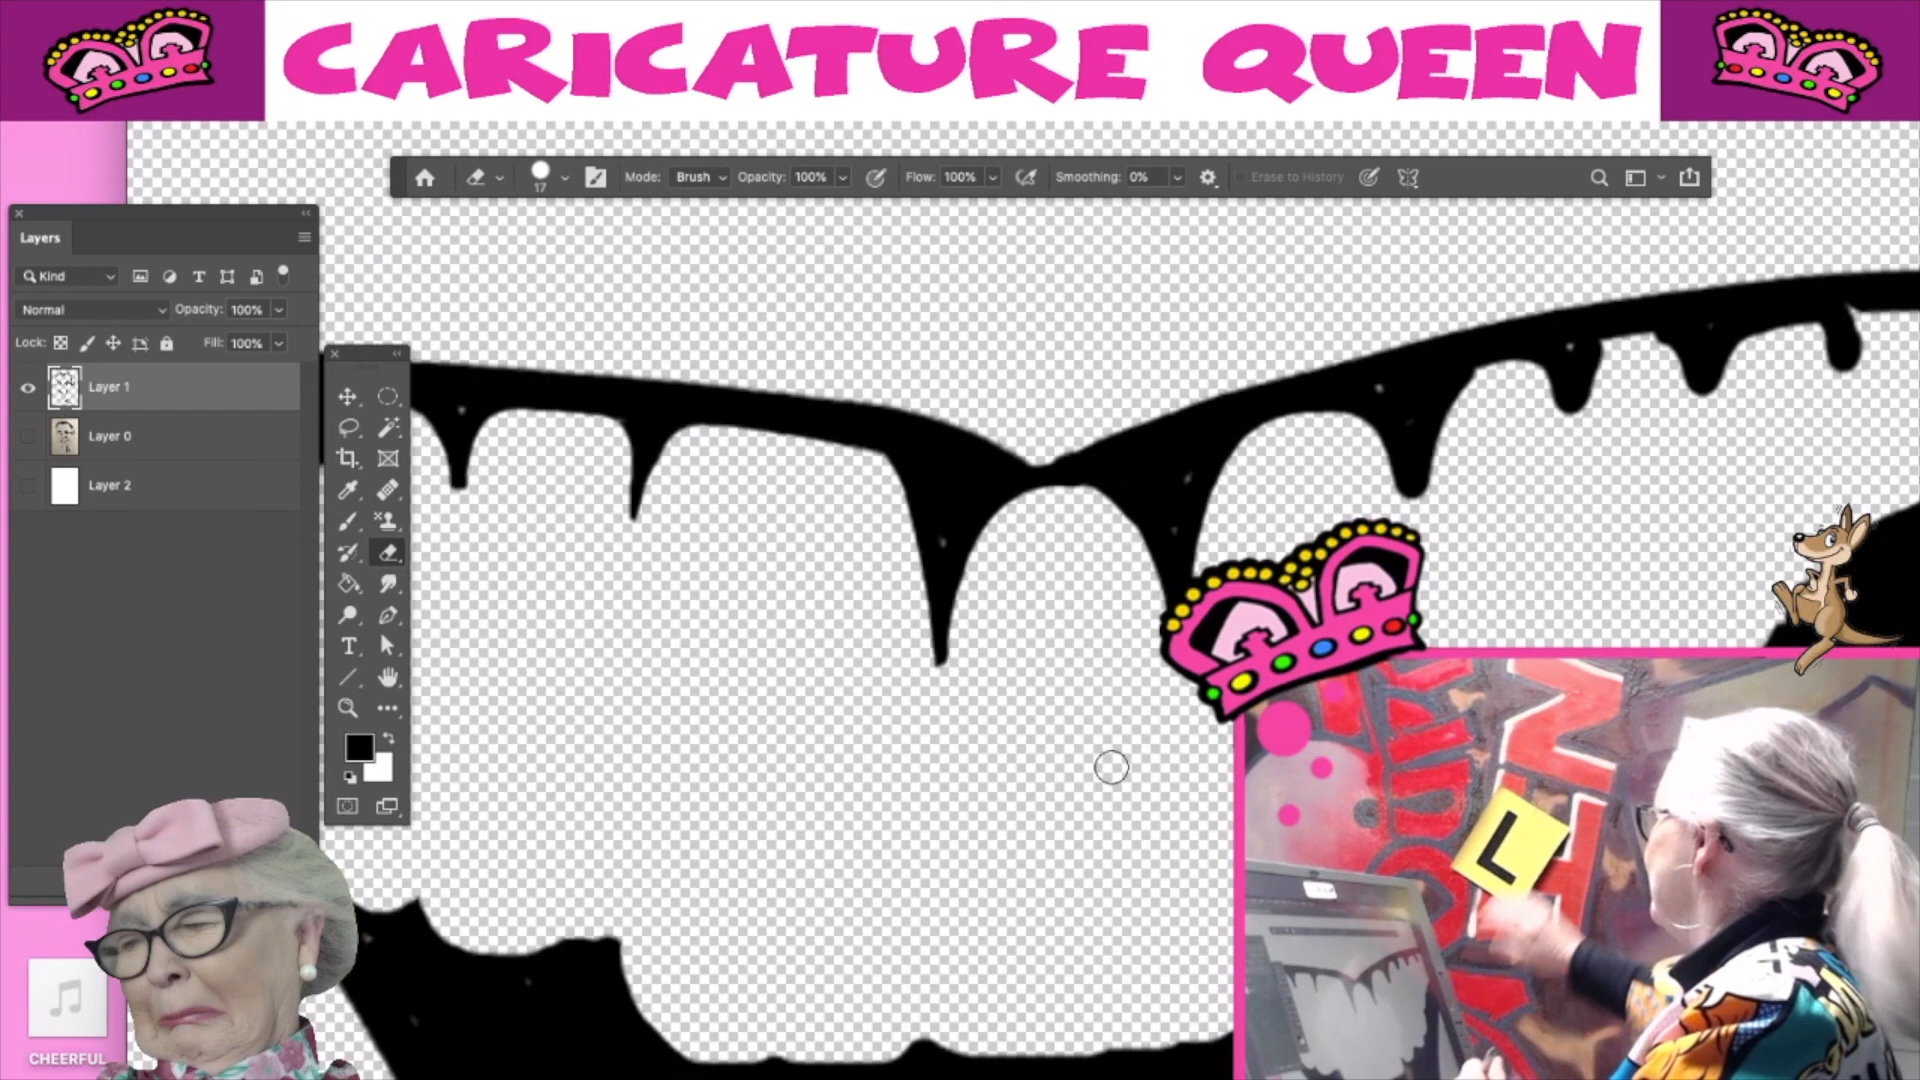 CARICATURE QUEEN
17 Mode: Brush Opacity: 100% Flow: 100% Smoothing: 0% Erase to History
Layers
Kind
Normal Opacity: 100%
Lock: Fill: 100%
Layer 1
Layer 0
Layer 2
L
CHEERFUL